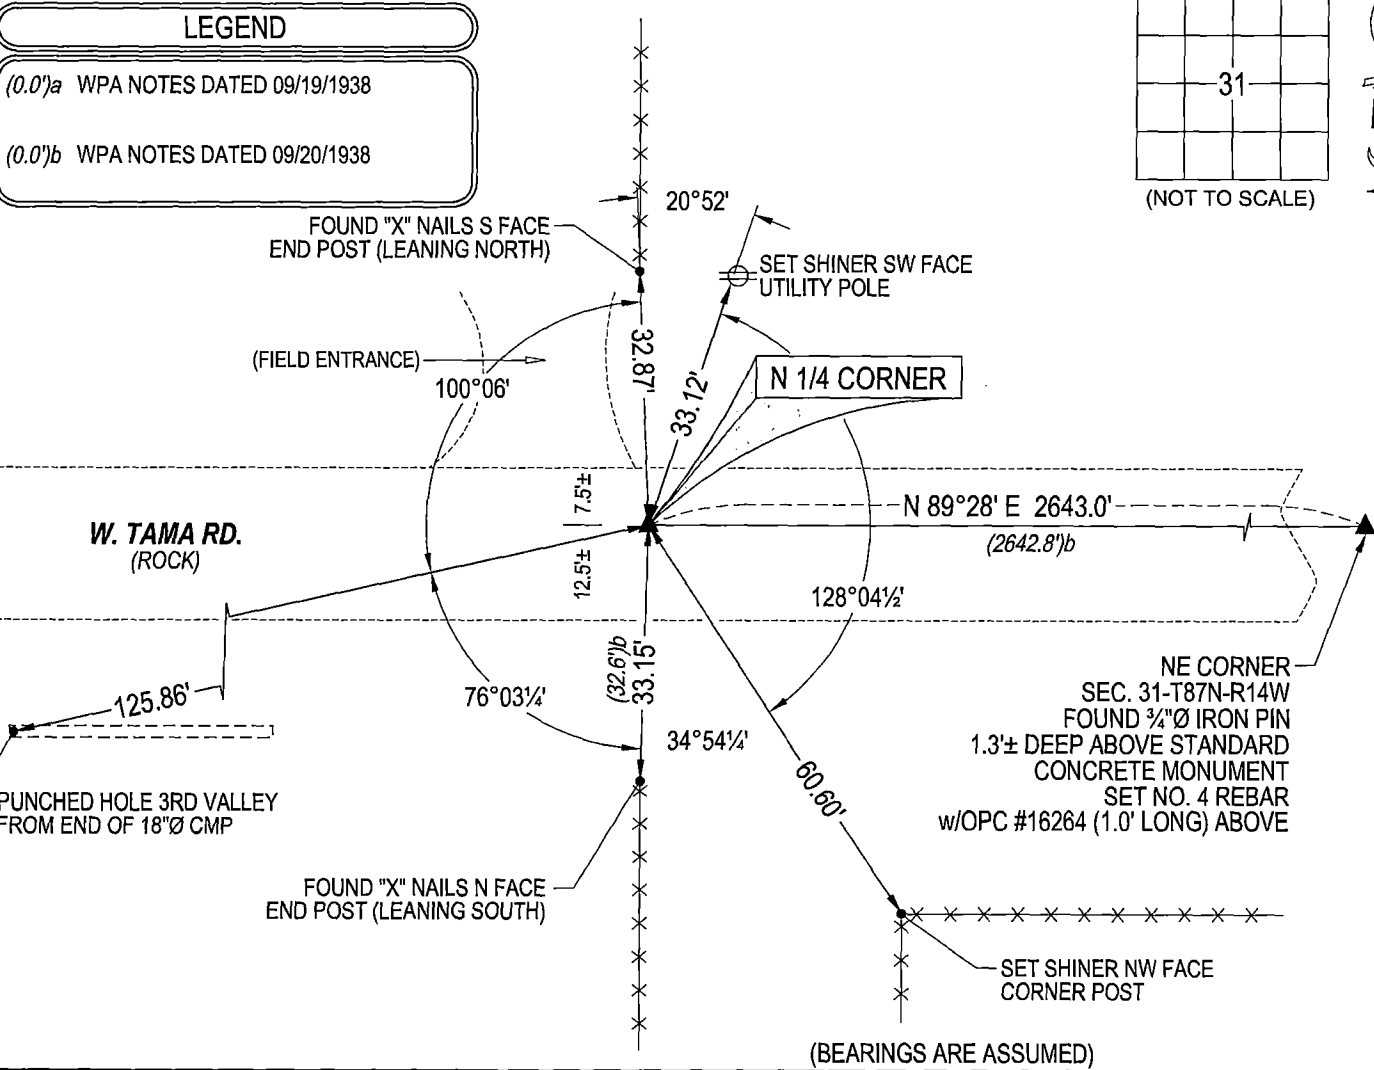 LEGEND
(0.0')a WPA NOTES DATED 09/19/1938
(0.0')b WPA NOTES DATED 09/20/1938
31
(NOT TO SCALE)
20°52'
FOUND "X" NAILS S FACE
END POST (LEANING NORTH)
SET SHINER SW FACE
UTILITY POLE
(FIELD ENTRANCE)
100°06'
32.87'
33.12'
N 1/4 CORNER
7.5'±
N 89°28' E 2643.0'
(2642.8')b
W. TAMA RD.
(ROCK)
12.5'±
128°04½'
(32.6')b
33.15'
125.86'
76°03¼'
34°54¼'
NE CORNER
SEC. 31-T87N-R14W
FOUND ¾"Ø IRON PIN
1.3'± DEEP ABOVE STANDARD
CONCRETE MONUMENT
SET NO. 4 REBAR
w/OPC #16264 (1.0' LONG) ABOVE
60.60'
PUNCHED HOLE 3RD VALLEY
FROM END OF 18"Ø CMP
FOUND "X" NAILS N FACE
END POST (LEANING SOUTH)
SET SHINER NW FACE
CORNER POST
(BEARINGS ARE ASSUMED)